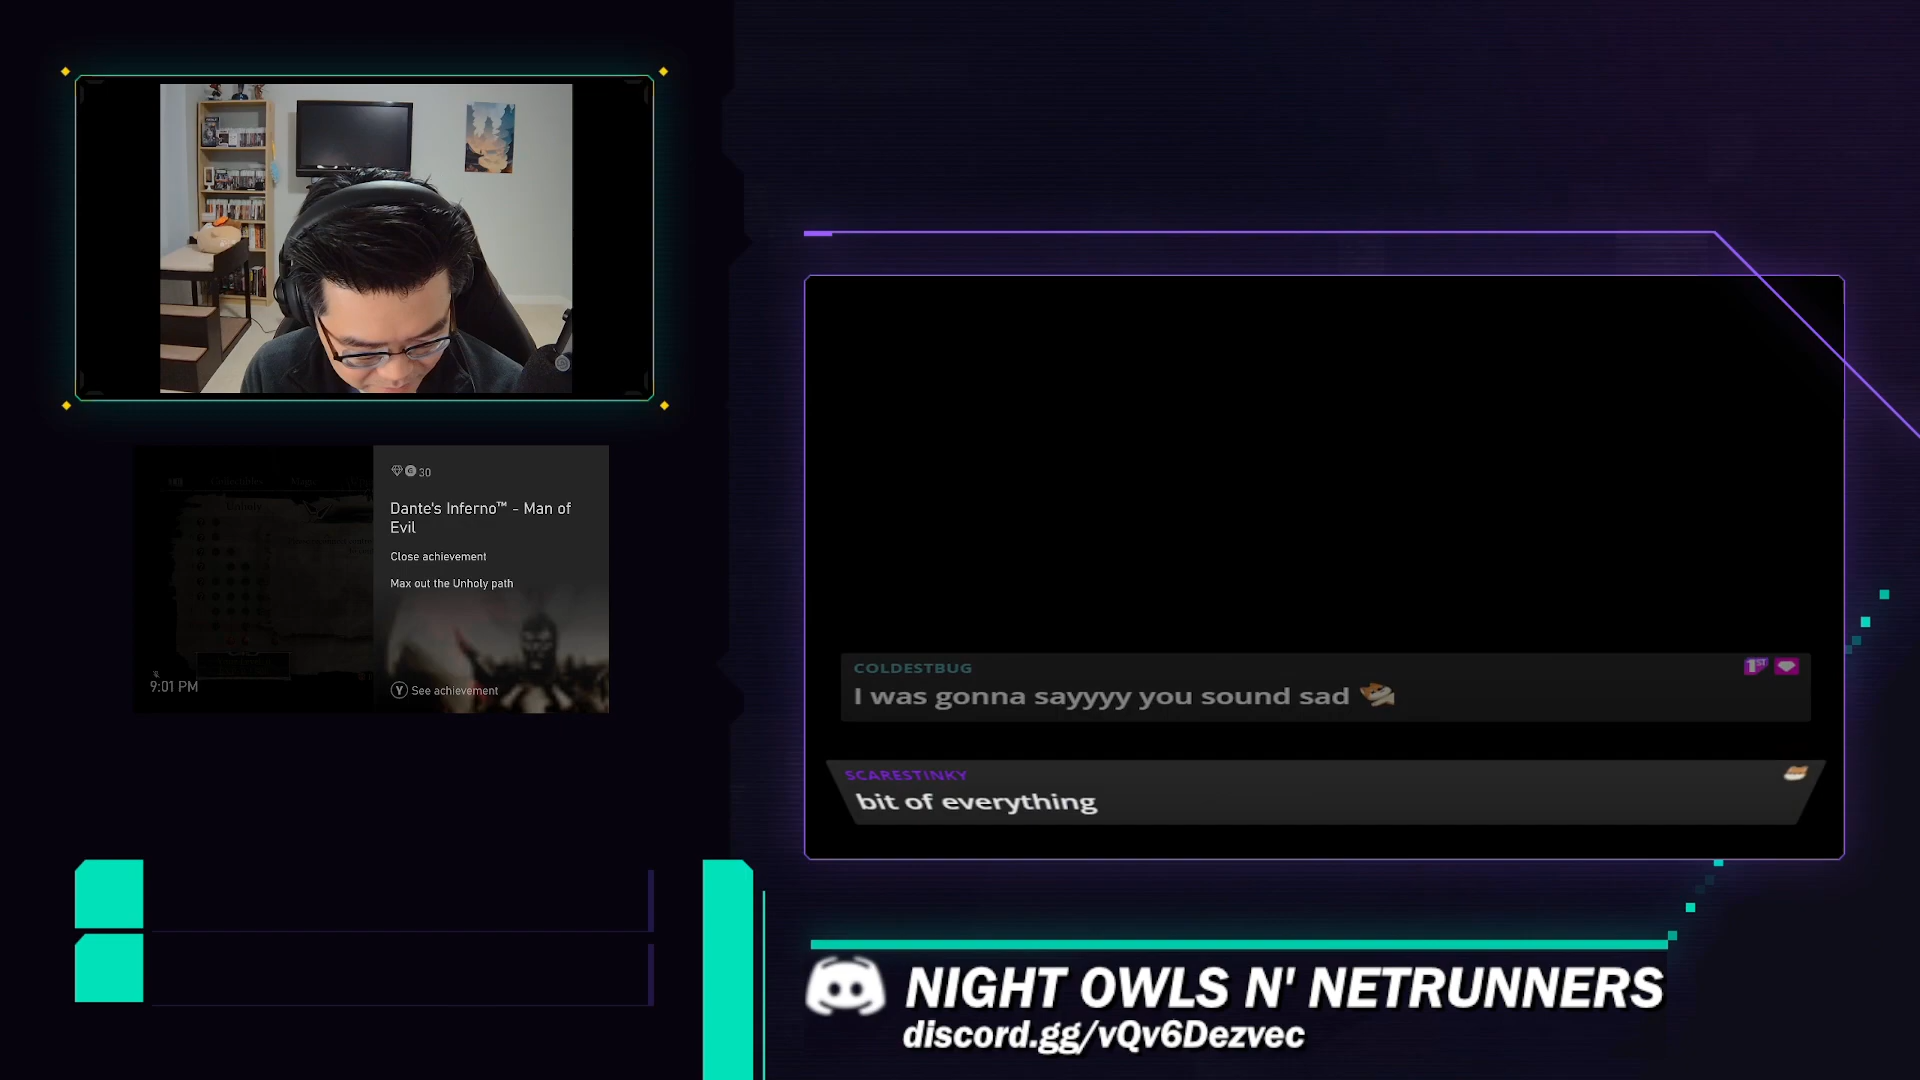 30
Dante's Inferno™ - Man of
Evil
Close achievement
Max out the Unholy path
9:01 PM
Y See achievement
COLDESTBUG
1ST
I was gonna sayyyy you sound sad
SCARESTINKY
bit of everything
NIGHT OWLS N' NETRUNNERS
discord.gg/vQv6Dezvec